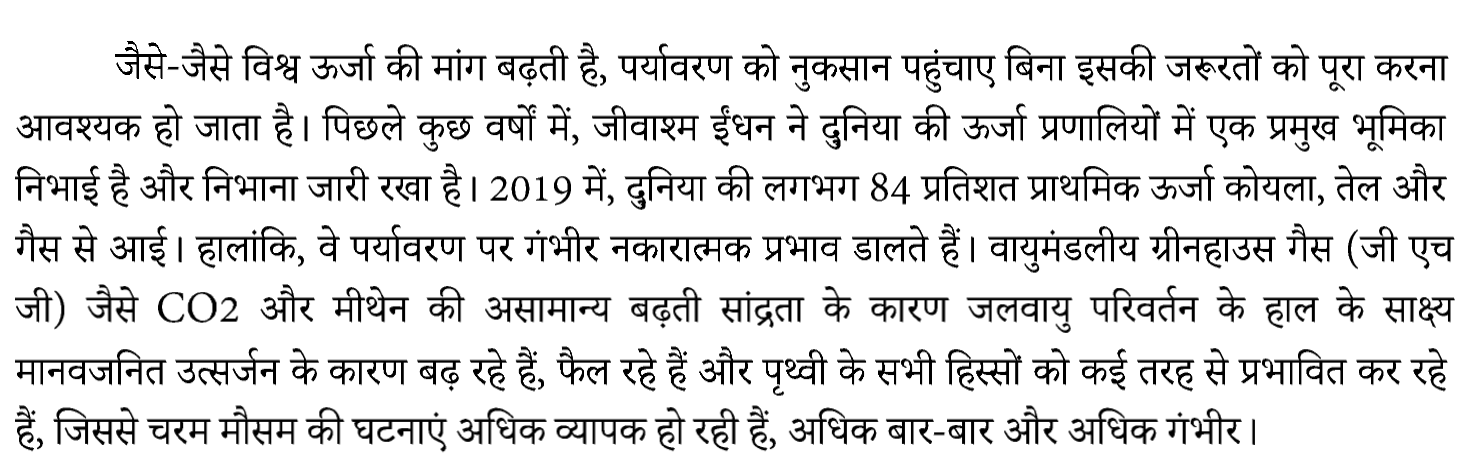 जैसे-जैसे विश्व ऊर्जा की मांग बढ़ती है, पर्यावरण को नुकसान पहुंचाए बिना इसकी जरूरतों को पूरा करना
आवश्यक हो जाता है। पिछले कुछ वर्षों में, जीवाश्म ईंधन ने दुनिया की ऊर्जा प्रणालियों में एक प्रमुख भूमिका
निभाई है और निभाना जारी रखा है। 2019 में, दुनिया की लगभग 84 प्रतिशत प्राथमिक ऊर्जा कोयला, तेल और
गैस से आई। हालांकि, वे पर्यावरण पर गंभीर नकारात्मक प्रभाव डालते हैं। वायुमंडलीय ग्रीनहाउस गैस (जी एच
जी) जैसे CO2 और मीथेन की असामान्य बढ़ती सांद्रता के कारण जलवायु परिवर्तन के हाल के साक्ष्य
मानवजनित उत्सर्जन के कारण बढ़ रहे हैं, फैल रहे हैं और पृथ्वी के सभी हिस्सों को कई तरह से प्रभावित कर रहे
हैं, जिससे चरम मौसम की घटनाएं अधिक व्यापक हो रही हैं, अधिक बार-बार और अधिक गंभीर।